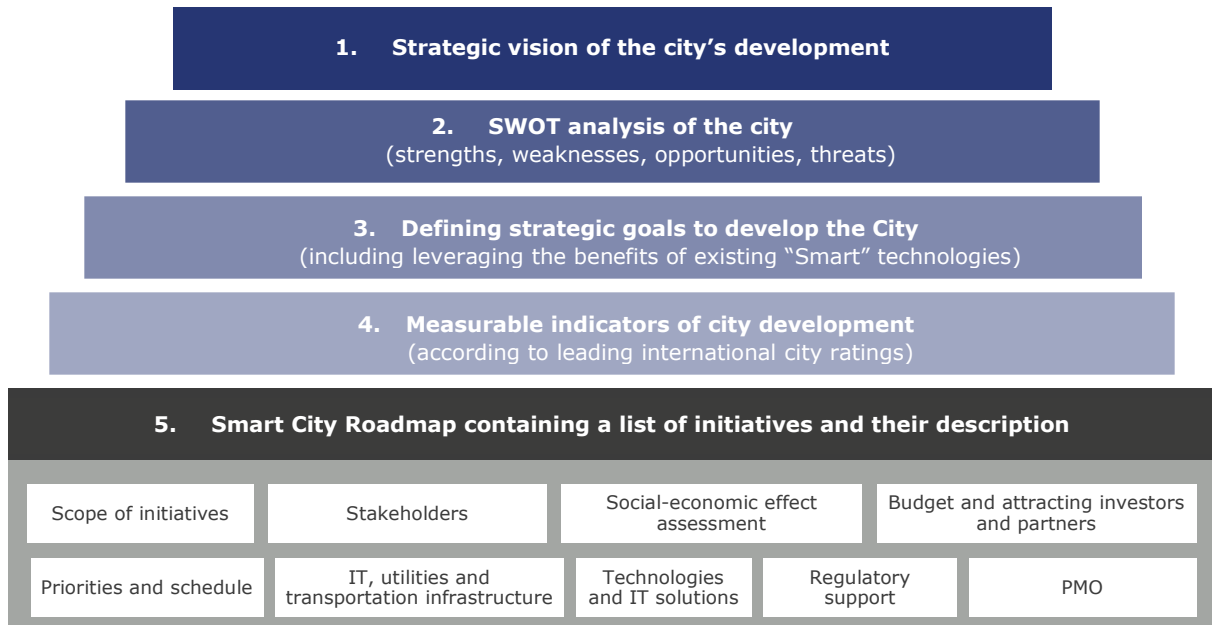 1. Strategic vision of the city’s development
2. SWOT analysis of the city
(strengths, weaknesses, opportunities, threats)
3. Defining strategic goals to develop the City
(including leveraging the benefits of existing “Smart” technologies)
4. Measurable indicators of city development
(according to leading international city ratings)
5. Smart City Roadmap containing a list of initiatives and their description
Scope of initiatives
Stakeholders
Social-economic effect
assessment
Budget and attracting investors
and partners
Priorities and schedule
IT, utilities and
transportation infrastructure
Technologies
and IT solutions
Regulatory
support
PMO